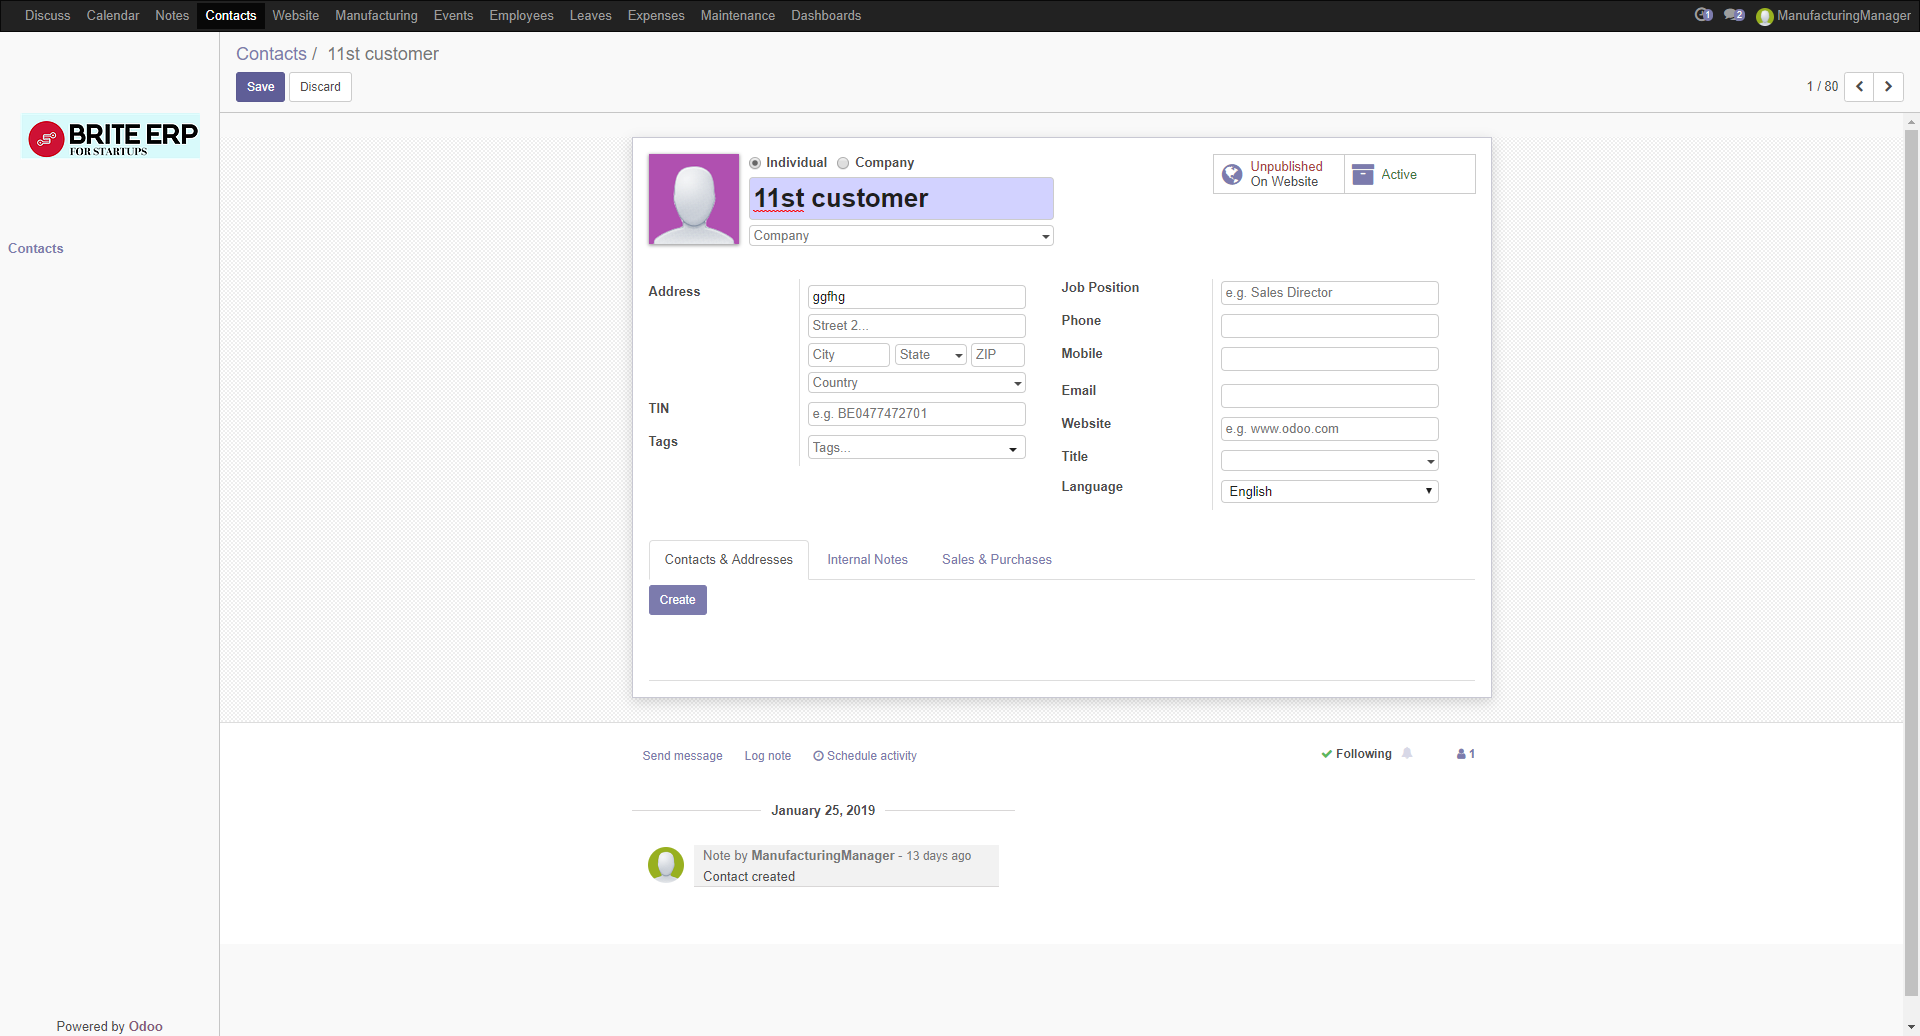 Discuss Calendar Notes Contacts Website Manufacturing Events Employees Leaves Expenses Maintenance Dashboards 1 2 ManufacturingManager
Contacts / 11st customer
Save Discard
1 / 80
BRITE ERP
FOR STARTUPS
Contacts
Individual Company
11st customer
Company
Unpublished
On Website
Active
Address
ggfhg
Street 2...
City State ZIP
Country
TIN
e.g. BE0477472701
Tags
Tags...
Job Position
e.g. Sales Director
Phone
Mobile
Email
Website
e.g. www.odoo.com
Title
Language
English
Contacts & Addresses Internal Notes Sales & Purchases
Create
Send message Log note Schedule activity
Following 1
January 25, 2019
Note by ManufacturingManager - 13 days ago
Contact created
Powered by Odoo